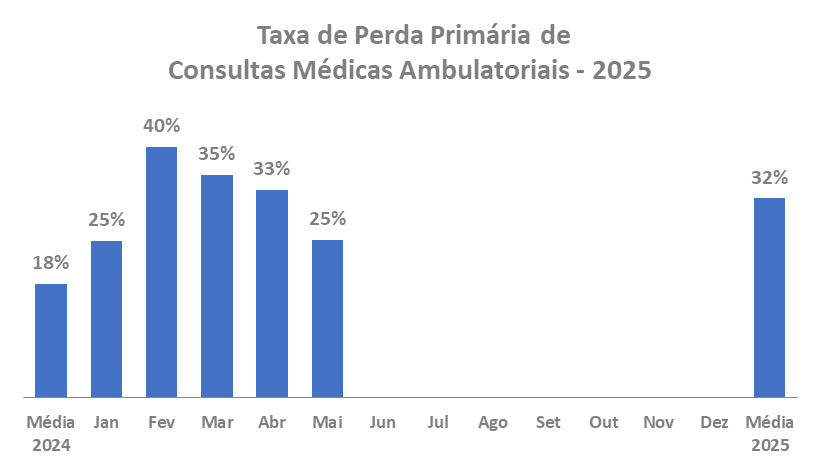 Taxa de Perda Primária de
Consultas Médicas Ambulatoriais - 2025
40%
35%
33%
32%
25%
25%
18%
Média Jan Fev Mar Abr Mai Jun Jul Ago Set Out Nov Dez Média
2024 2025